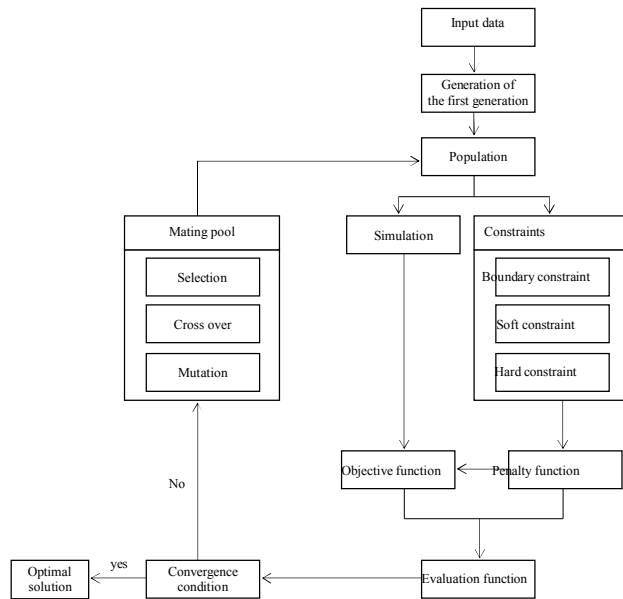 Input data
Generation of
the first generation
Population
Mating pool
Simulation
Constraints
Selection
Boundary constraint
Cross over
Soft constraint
Mutation
Hard constraint
Objective function
Penalty function
No
yes
Optimal
solution
Convergence
condition
Evaluation function